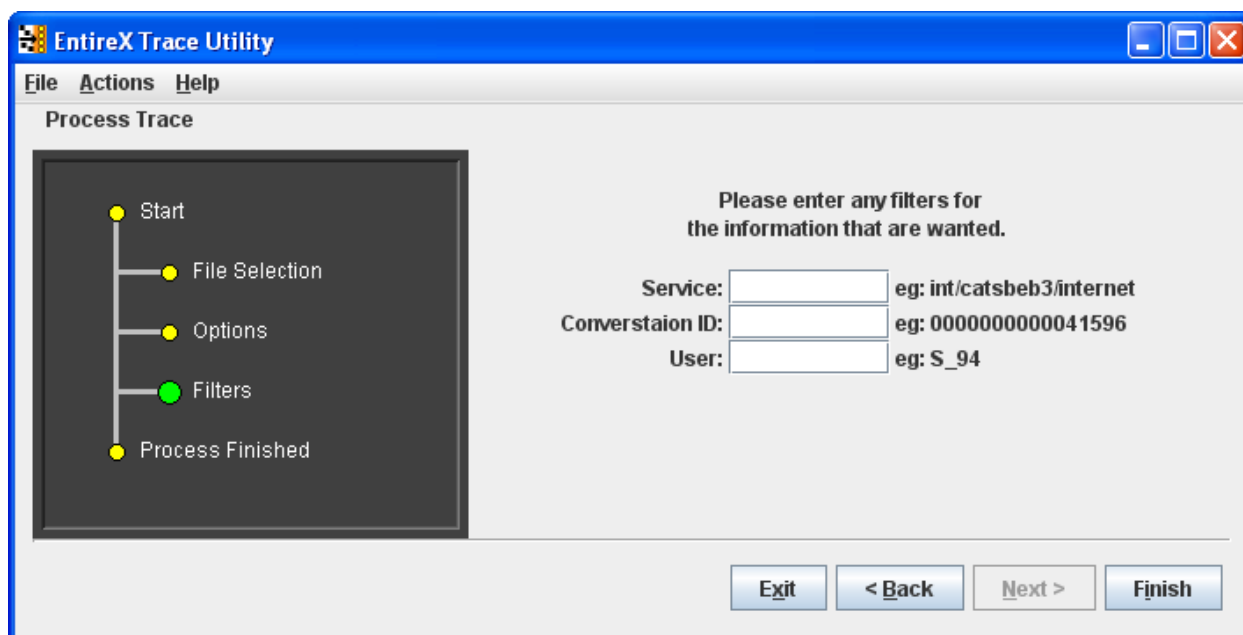 EntireX Trace Utility
File Actions Help
Process Trace
Start
File Selection
Options
Filters
Process Finished
Please enter any filters for
the information that are wanted.
Service: eg: int/catsbeb3/internet
Converstaion ID: eg: 0000000000041596
User: eg: S_94
Exit < Back Next > Finish